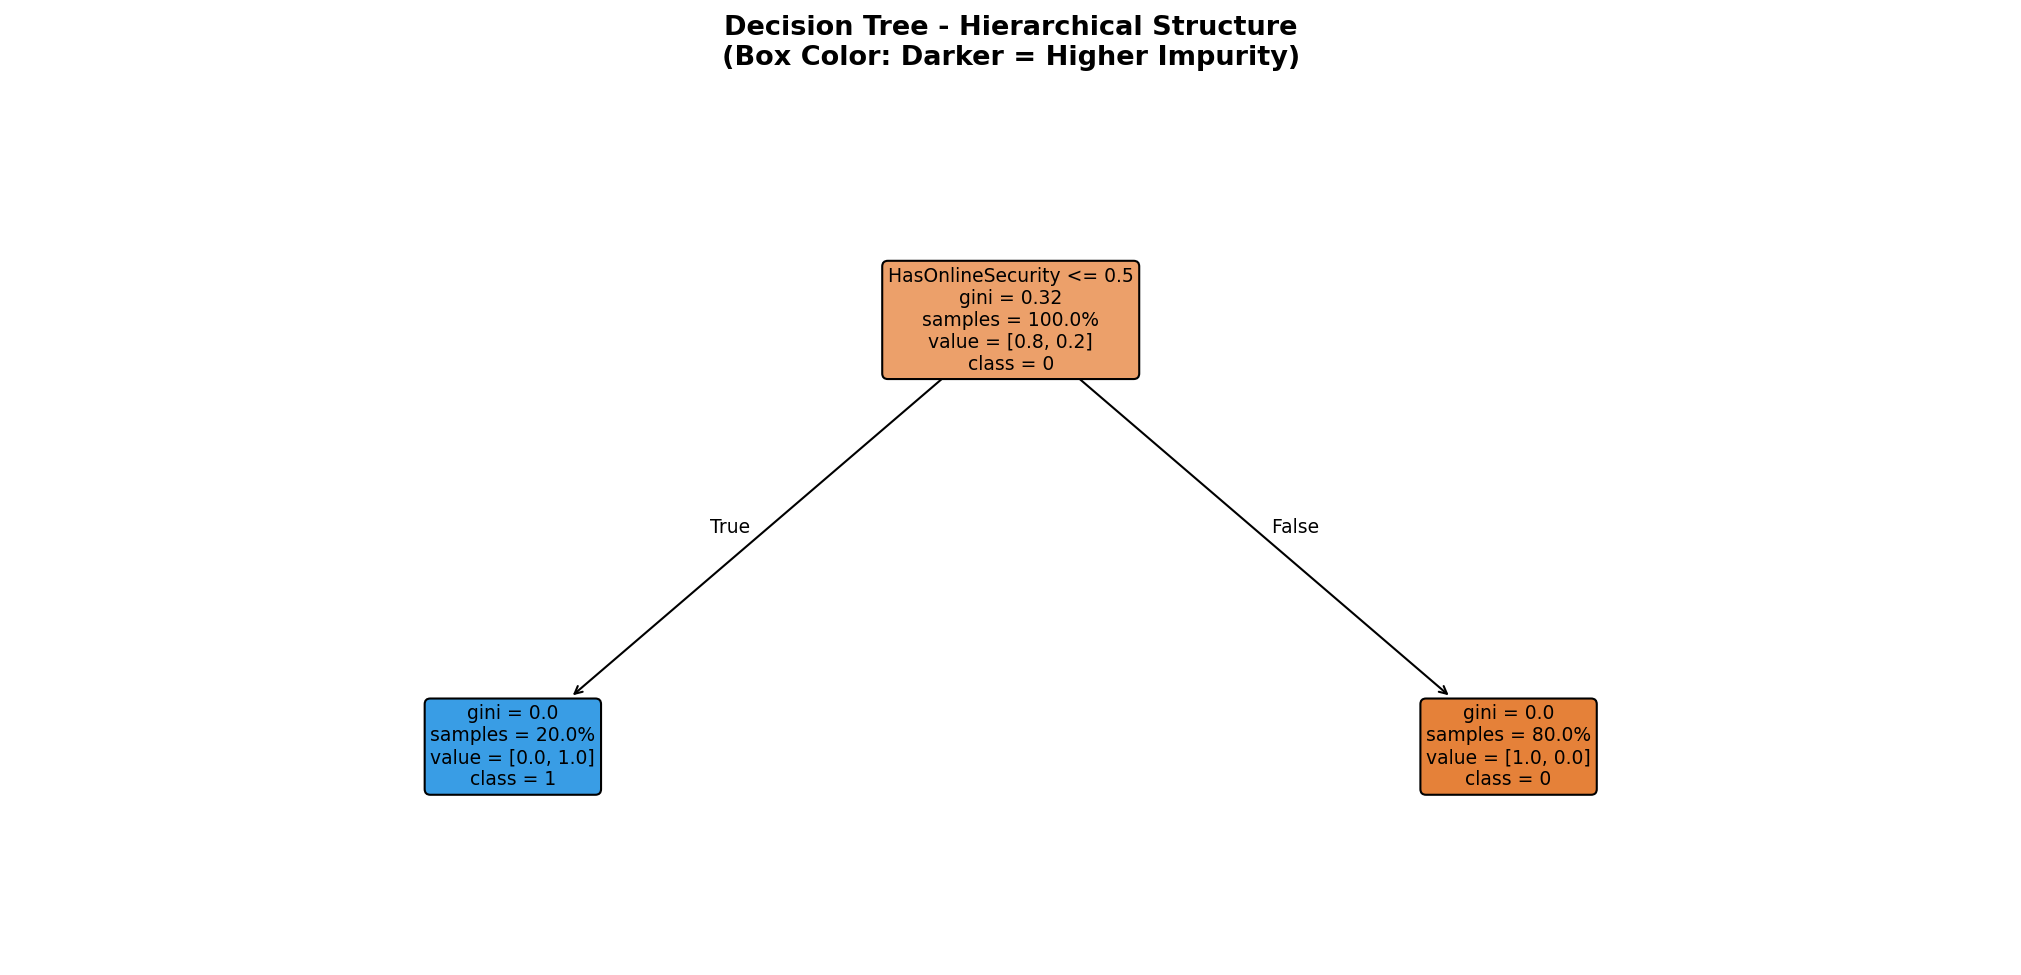 Decision Tree - Hierarchical Structure
(Box Color: Darker = Higher Impurity)
HasOnlineSecurity <= 0.5
gini = 0.32
samples = 100.0%
value = [0.8, 0.2]
class = 0
True
False
gini = 0.0
samples = 20.0%
value = [0.0, 1.0]
class = 1
gini = 0.0
samples = 80.0%
value = [1.0, 0.0]
class = 0